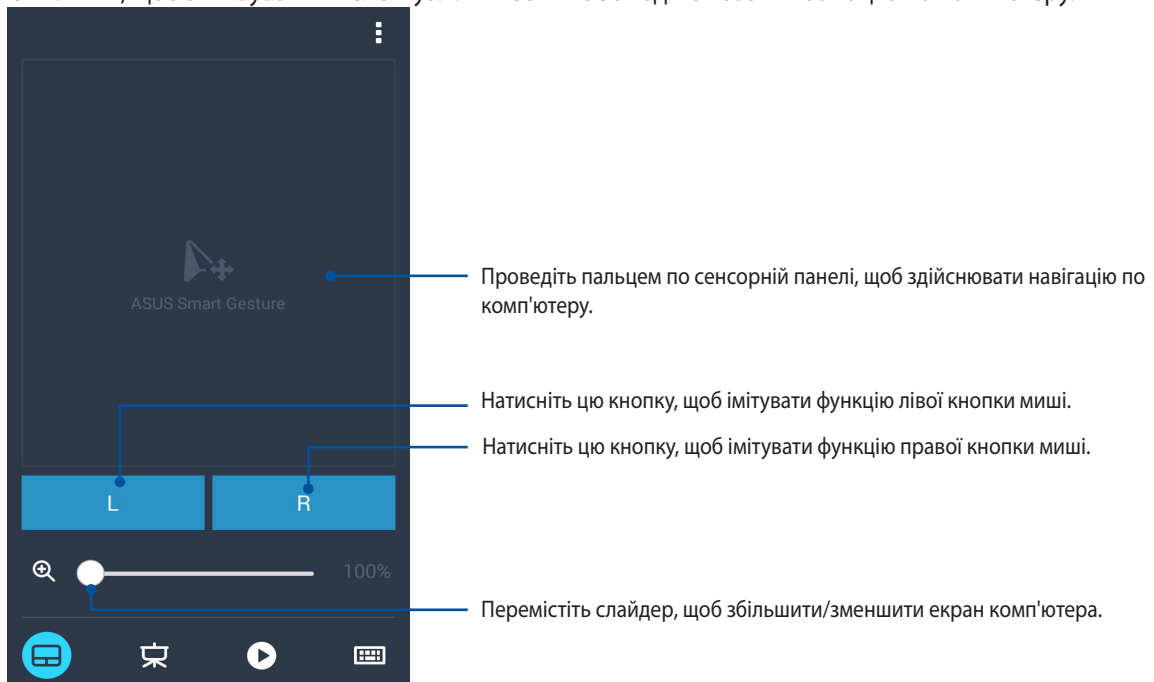 ASUS Smart Gesture
Проведіть пальцем по сенсорній панелі, щоб здійснювати навігацію по
комп'ютеру.
Натисніть цю кнопку, щоб імітувати функцію лівої кнопки миші.
Натисніть цю кнопку, щоб імітувати функцію правої кнопки миші.
L
R
100%
Перемістіть слайдер, щоб збільшити/зменшити екран комп'ютера.